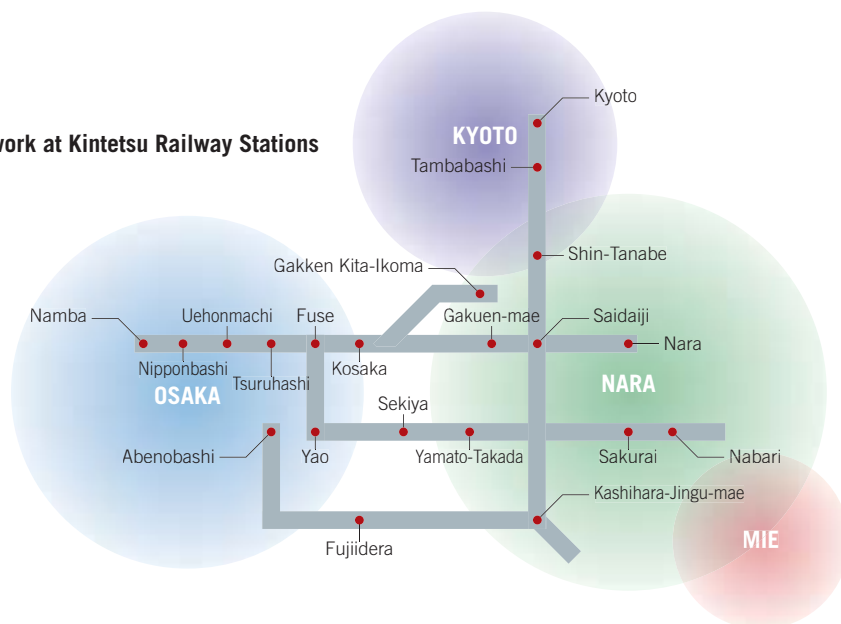 Kyoto
KYOTO
work at Kintetsu Railway Stations
Tambabashi
Shin-Tanabe
Gakken Kita-Ikoma
Namba
Uehonmachi
Fuse
Gakuen-mae
Saidaiji
Nara
Nipponbashi
Kosaka
Tsuruhashi
OSAKA
NARA
Sekiya
Abenobashi
Yao
Yamato-Takada
Sakurai
Nabari
Kashihara-Jingu-mae
Fujiidera
MIE